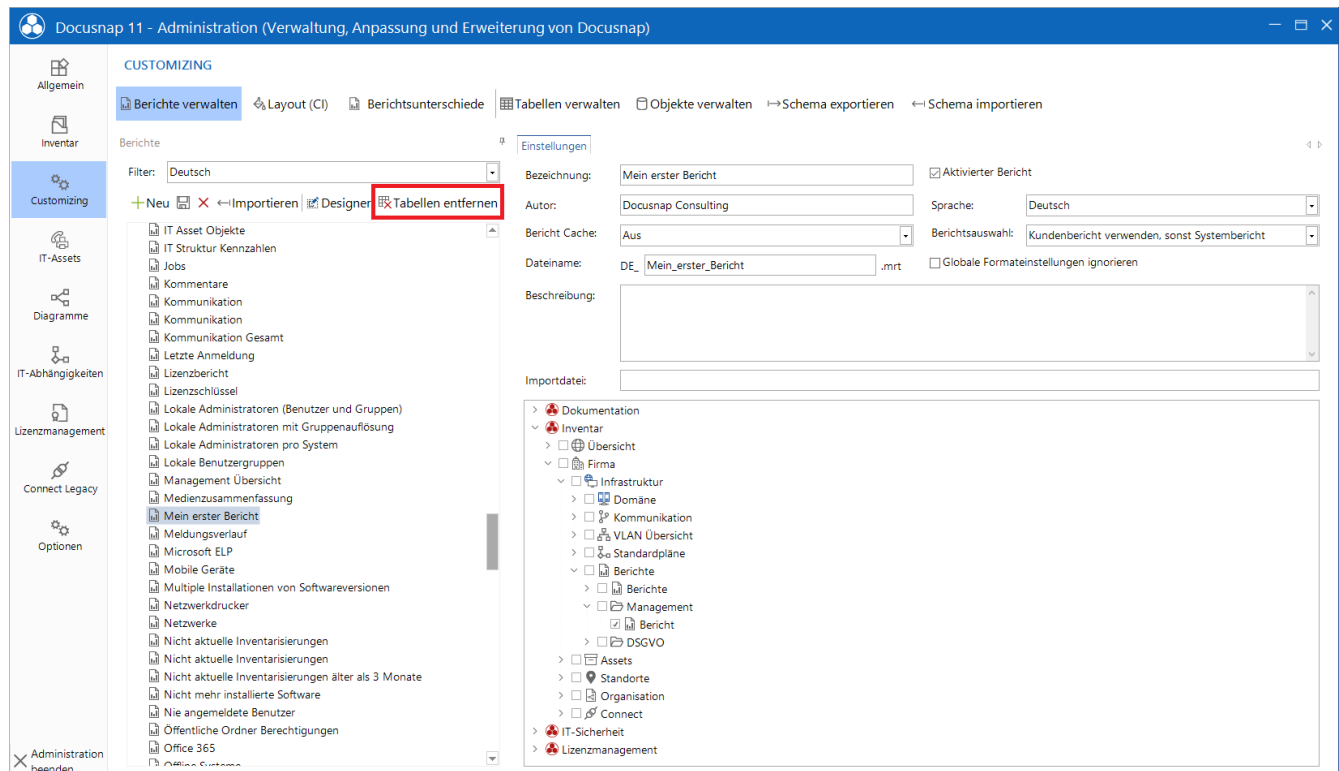 Docusnap 11 - Administration (Verwaltung, Anpassung und Erweiterung von Docusnap)
Allgemein
Inventar
Customizing
IT-Assets
Diagramme
IT-Abhängigkeiten
Lizenzmanagement
Connect Legacy
Optionen
Administration
beenden
CUSTOMIZING
Berichte verwalten Layout (CI) Berichtsunterschiede Tabellen verwalten Objekte verwalten Schema exportieren Schema importieren
Berichte
Filter: Deutsch
Neu Importieren Designer Tabellen entfernen
IT Asset Objekte
IT Struktur Kennzahlen
Jobs
Kommentare
Kommunikation
Kommunikation
Kommunikation Gesamt
Letzte Anmeldung
Lizenzbericht
Lizenzschlüssel
Lokale Administratoren (Benutzer und Gruppen)
Lokale Administratoren mit Gruppenauflösung
Lokale Administratoren pro System
Lokale Benutzergruppen
Management Übersicht
Medienzusammenfassung
Mein erster Bericht
Meldungsverlauf
Microsoft ELP
Mobile Geräte
Multiple Installationen von Softwareversionen
Netzwerkdrucker
Netzwerke
Nicht aktuelle Inventarisierungen
Nicht aktuelle Inventarisierungen
Nicht aktuelle Inventarisierungen älter als 3 Monate
Nicht mehr installierte Software
Nie angemeldete Benutzer
Öffentliche Ordner Berechtigungen
Office 365
Offline Systeme
Einstellungen
Bezeichnung: Mein erster Bericht Aktivierter Bericht
Autor: Docusnap Consulting Sprache: Deutsch
Bericht Cache: Aus Berichtsauswahl: Kundenbericht verwenden, sonst Systembericht
Dateiname: DE_ Mein_erster_Bericht .mrt Globale Formateinstellungen ignorieren
Beschreibung:
Importdatei:
Dokumentation
Inventar
Übersicht
Firma
Infrastruktur
Domäne
Kommunikation
VLAN Übersicht
Standardpläne
Berichte
Berichte
Management
Bericht
DSGVO
Assets
Standorte
Organisation
Connect
IT-Sicherheit
Lizenzmanagement